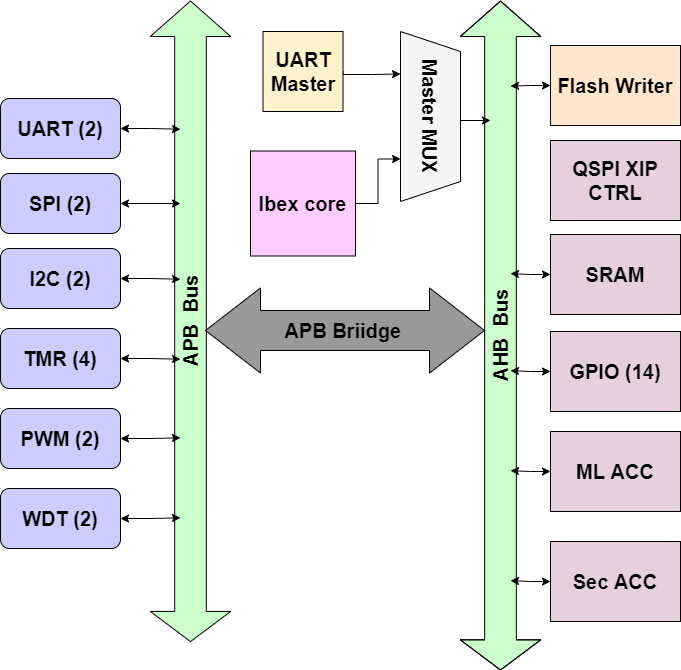 UART (2)
SPI (2)
I2C (2)
TMR (4)
PWM (2)
WDT (2)
APB Bus
UART
Master
Ibex core
Master MUX
APB Briidge
AHB Bus
Flash Writer
QSPI XIP
CTRL
SRAM
GPIO (14)
ML ACC
Sec ACC